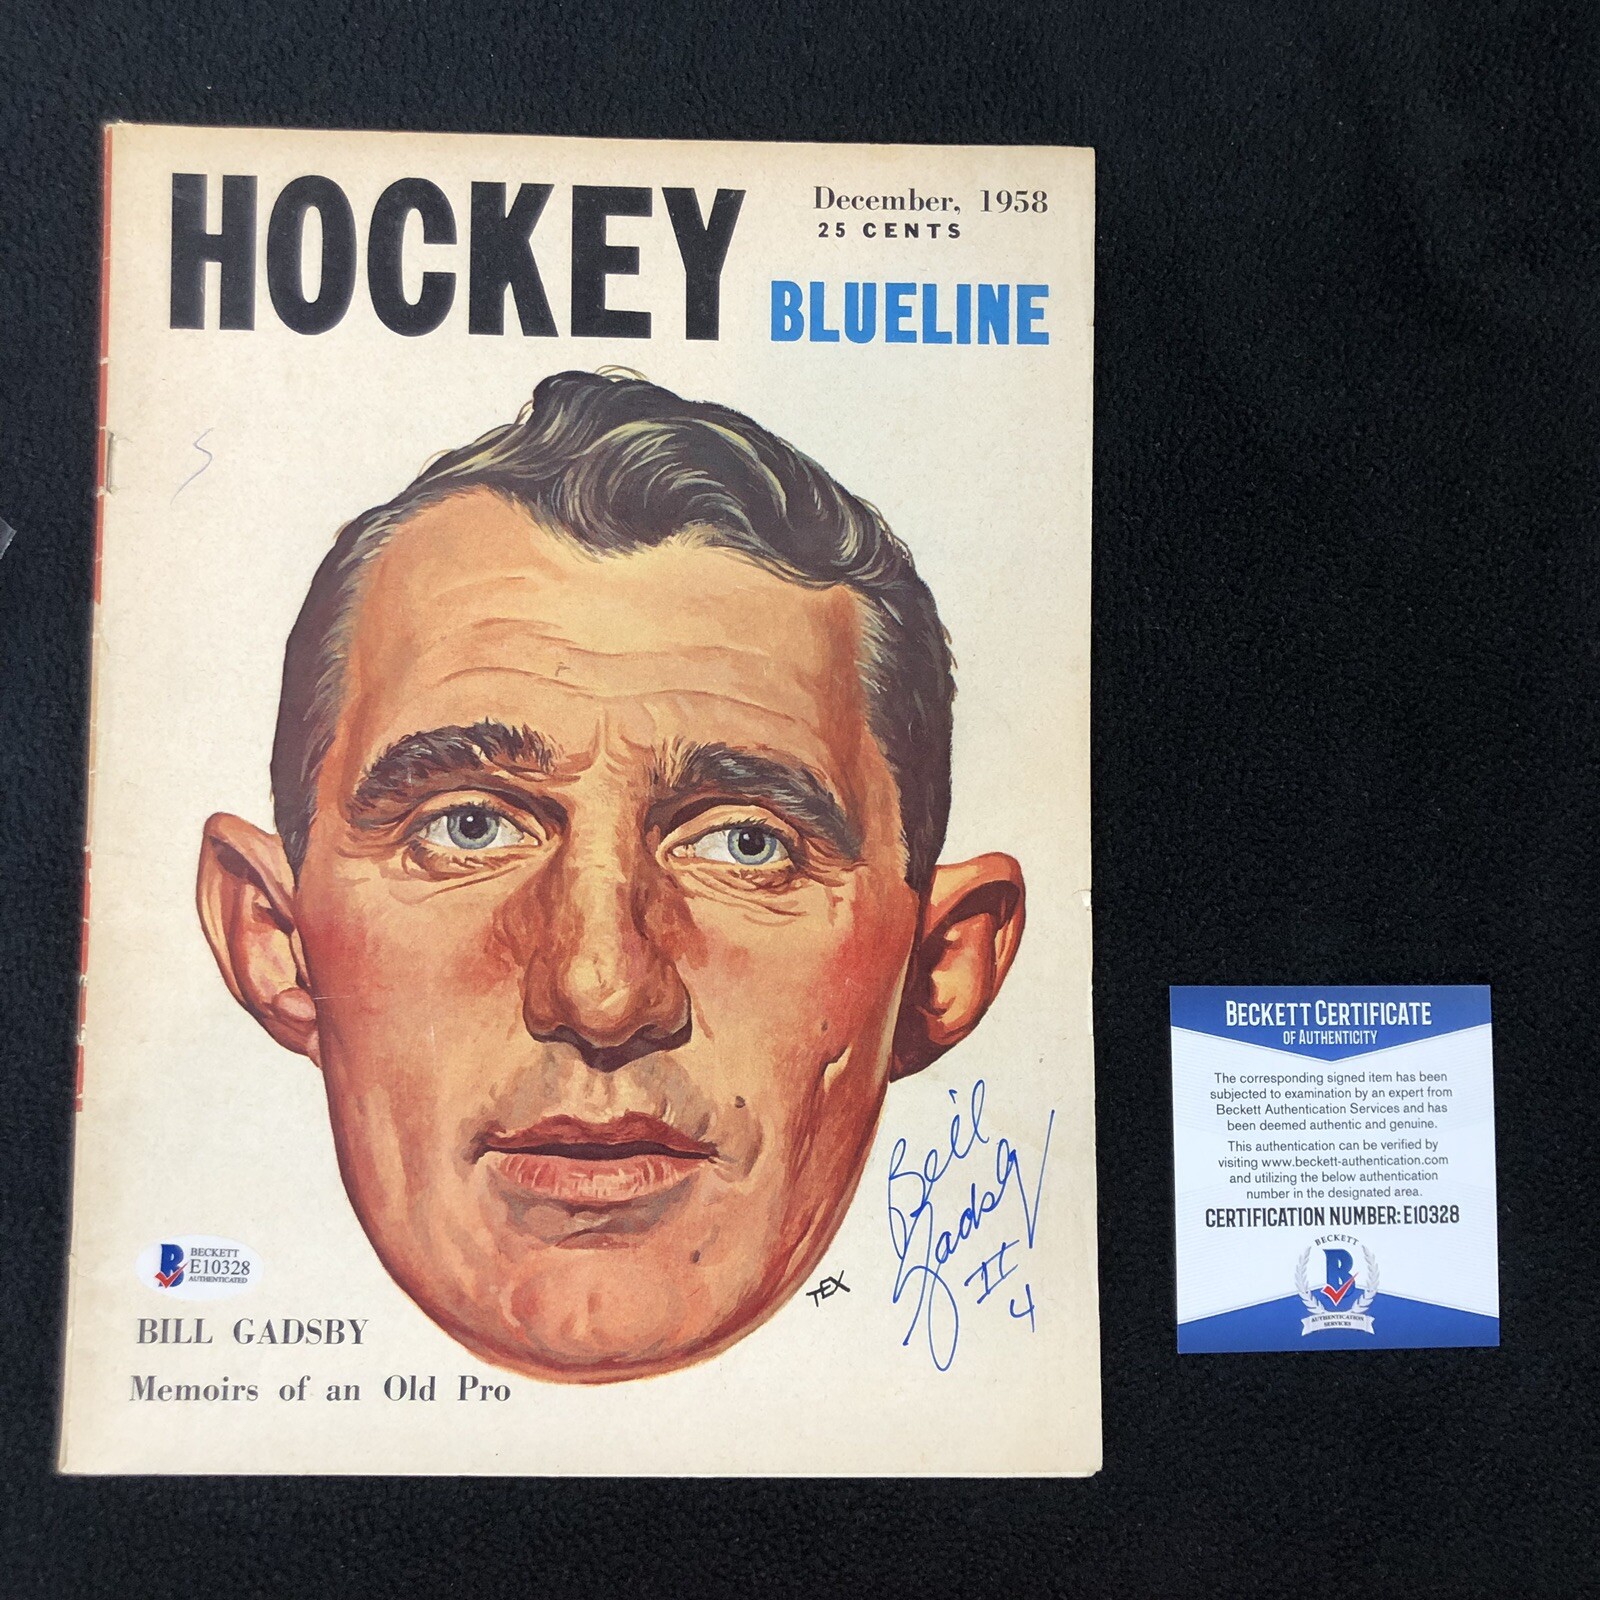 HOCKEY
December, 1958
25 CENTS
BLUELINE
Bill
Gadsby
II
4
TEX
BECKETT
E10328
AUTHENTICATED
BILL GADSBY
Memoirs of an Old Pro
BECKETT CERTIFICATE
OF AUTHENTICITY
The corresponding signed item has been
subjected to examination by an expert from
Beckett Authentication Services and has
been deemed authentic and genuine.
This authentication can be verified by
visiting www.beckett-authentication.com
and utilizing the below authentication
number in the designated area.
CERTIFICATION NUMBER: E10328
BECKETT
B
AUTHENTICATION
SERVICES